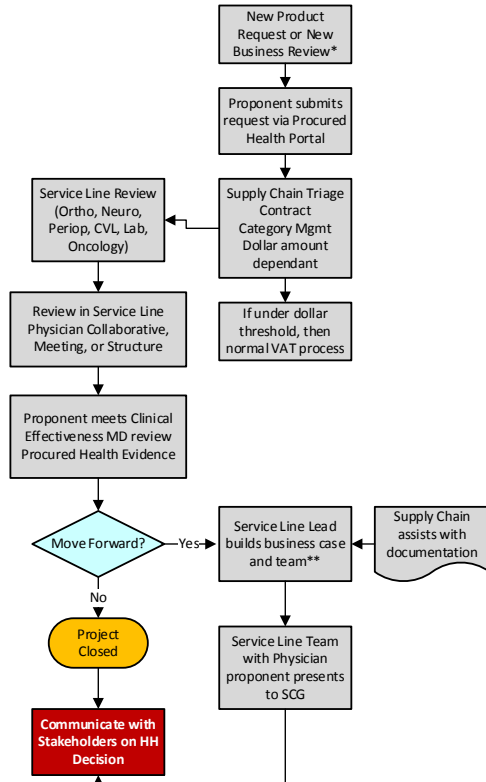 New Product
Request or New
Business Review*
Proponent submits
request via Procured
Health Portal
Supply Chain Triage
Contract
Category Mgmt
Dollar amount
dependant
If under dollar
threshold, then
normal VAT process
Service Line Review
(Ortho, Neuro,
Periop, CVL, Lab,
Oncology)
Review in Service Line
Physician Collaborative,
Meeting, or Structure
Proponent meets Clinical
Effectiveness MD review
Procured Health Evidence
Move Forward?
Yes
Service Line Lead
builds business case
and team**
Supply Chain
assists with
documentation
No
Project
Closed
Service Line Team
with Physician
proponent presents
to SCG
Communicate with
Stakeholders on HH
Decision